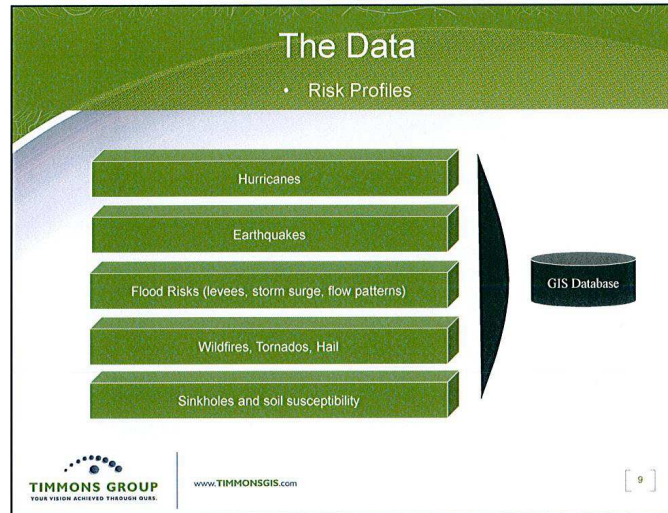 The Data
• Risk Profiles
Hurricanes
Earthquakes
Flood Risks (levees, storm surge, flow patterns)
Wildfires, Tornados, Hail
Sinkholes and soil susceptibility
GIS Database
TIMMONS GROUP
YOUR VISION ACHIEVED THROUGH OURS.
www.TIMMONSGIS.com
[ 9 ]